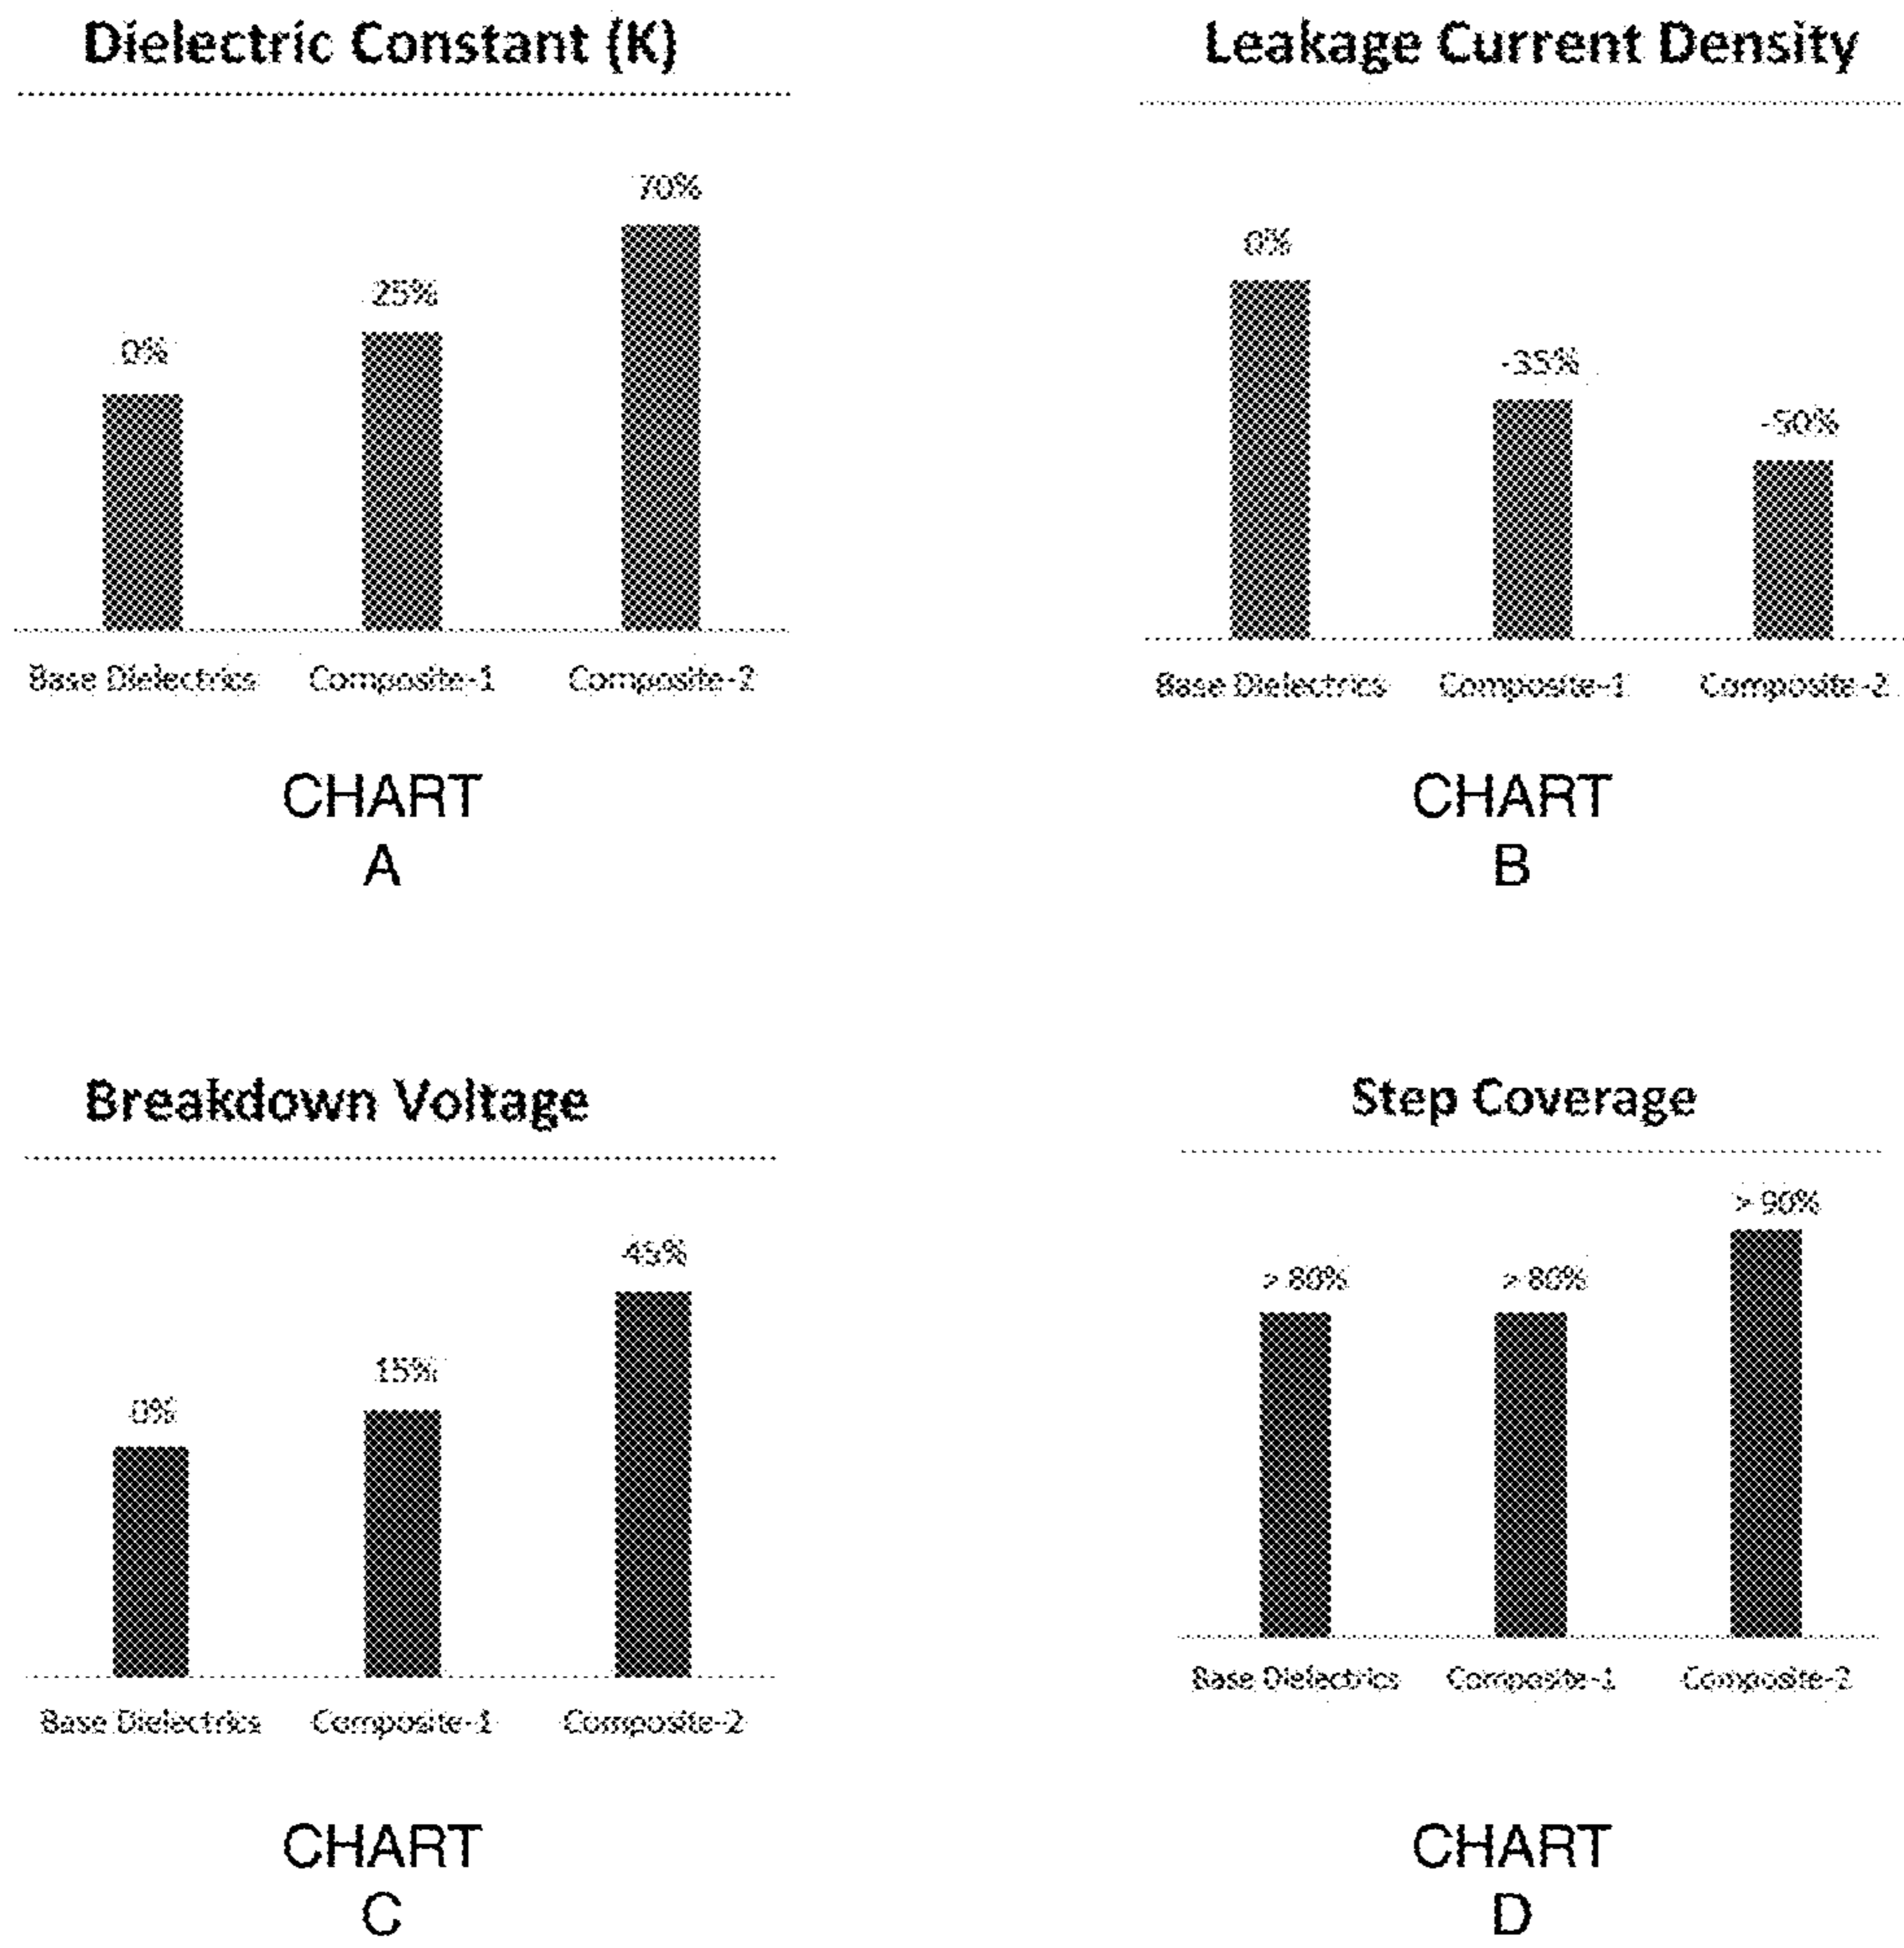 Dielectric Constant (K)
0%
25%
70%
Base Dielectrics
Composite-1
Composite-2
CHART
A
Leakage Current Density
0%
-35%
-50%
Base Dielectrics
Composite-1
Composite-2
CHART
B
Breakdown Voltage
0%
15%
45%
Base Dielectrics
Composite-1
Composite-2
CHART
C
Step Coverage
> 80%
> 80%
> 90%
Base Dielectrics
Composite-1
Composite-2
CHART
D